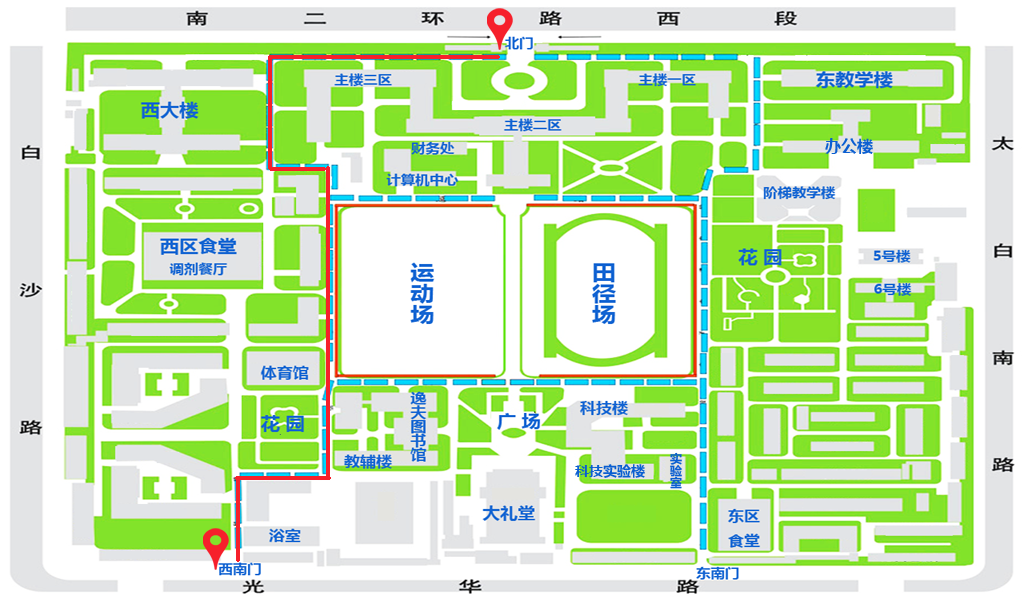 南二环路西段
北门
主楼三区
主楼一区
东教学楼
西大楼
主楼二区
办公楼
财务处
计算机中心
阶梯教学楼
白沙路
太白南路
西区食堂
调剂餐厅
运动场
田径场
花园
5号楼
6号楼
体育馆
花园
逸夫图书馆
广场
科技楼
教辅楼
科技实验楼
实验室
大礼堂
浴室
东区
食堂
西南门
东南门
光华路